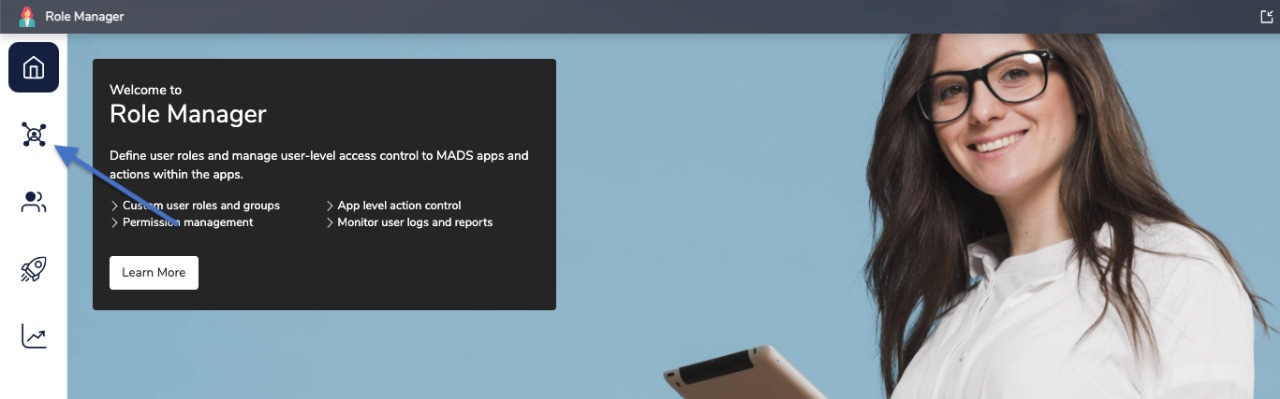 Role Manager
Welcome to
Role Manager
Define user roles and manage user-level access control to MADS apps and
actions within the apps.
Custom user roles and groups
App level action control
Permission management
Monitor user logs and reports
Learn More